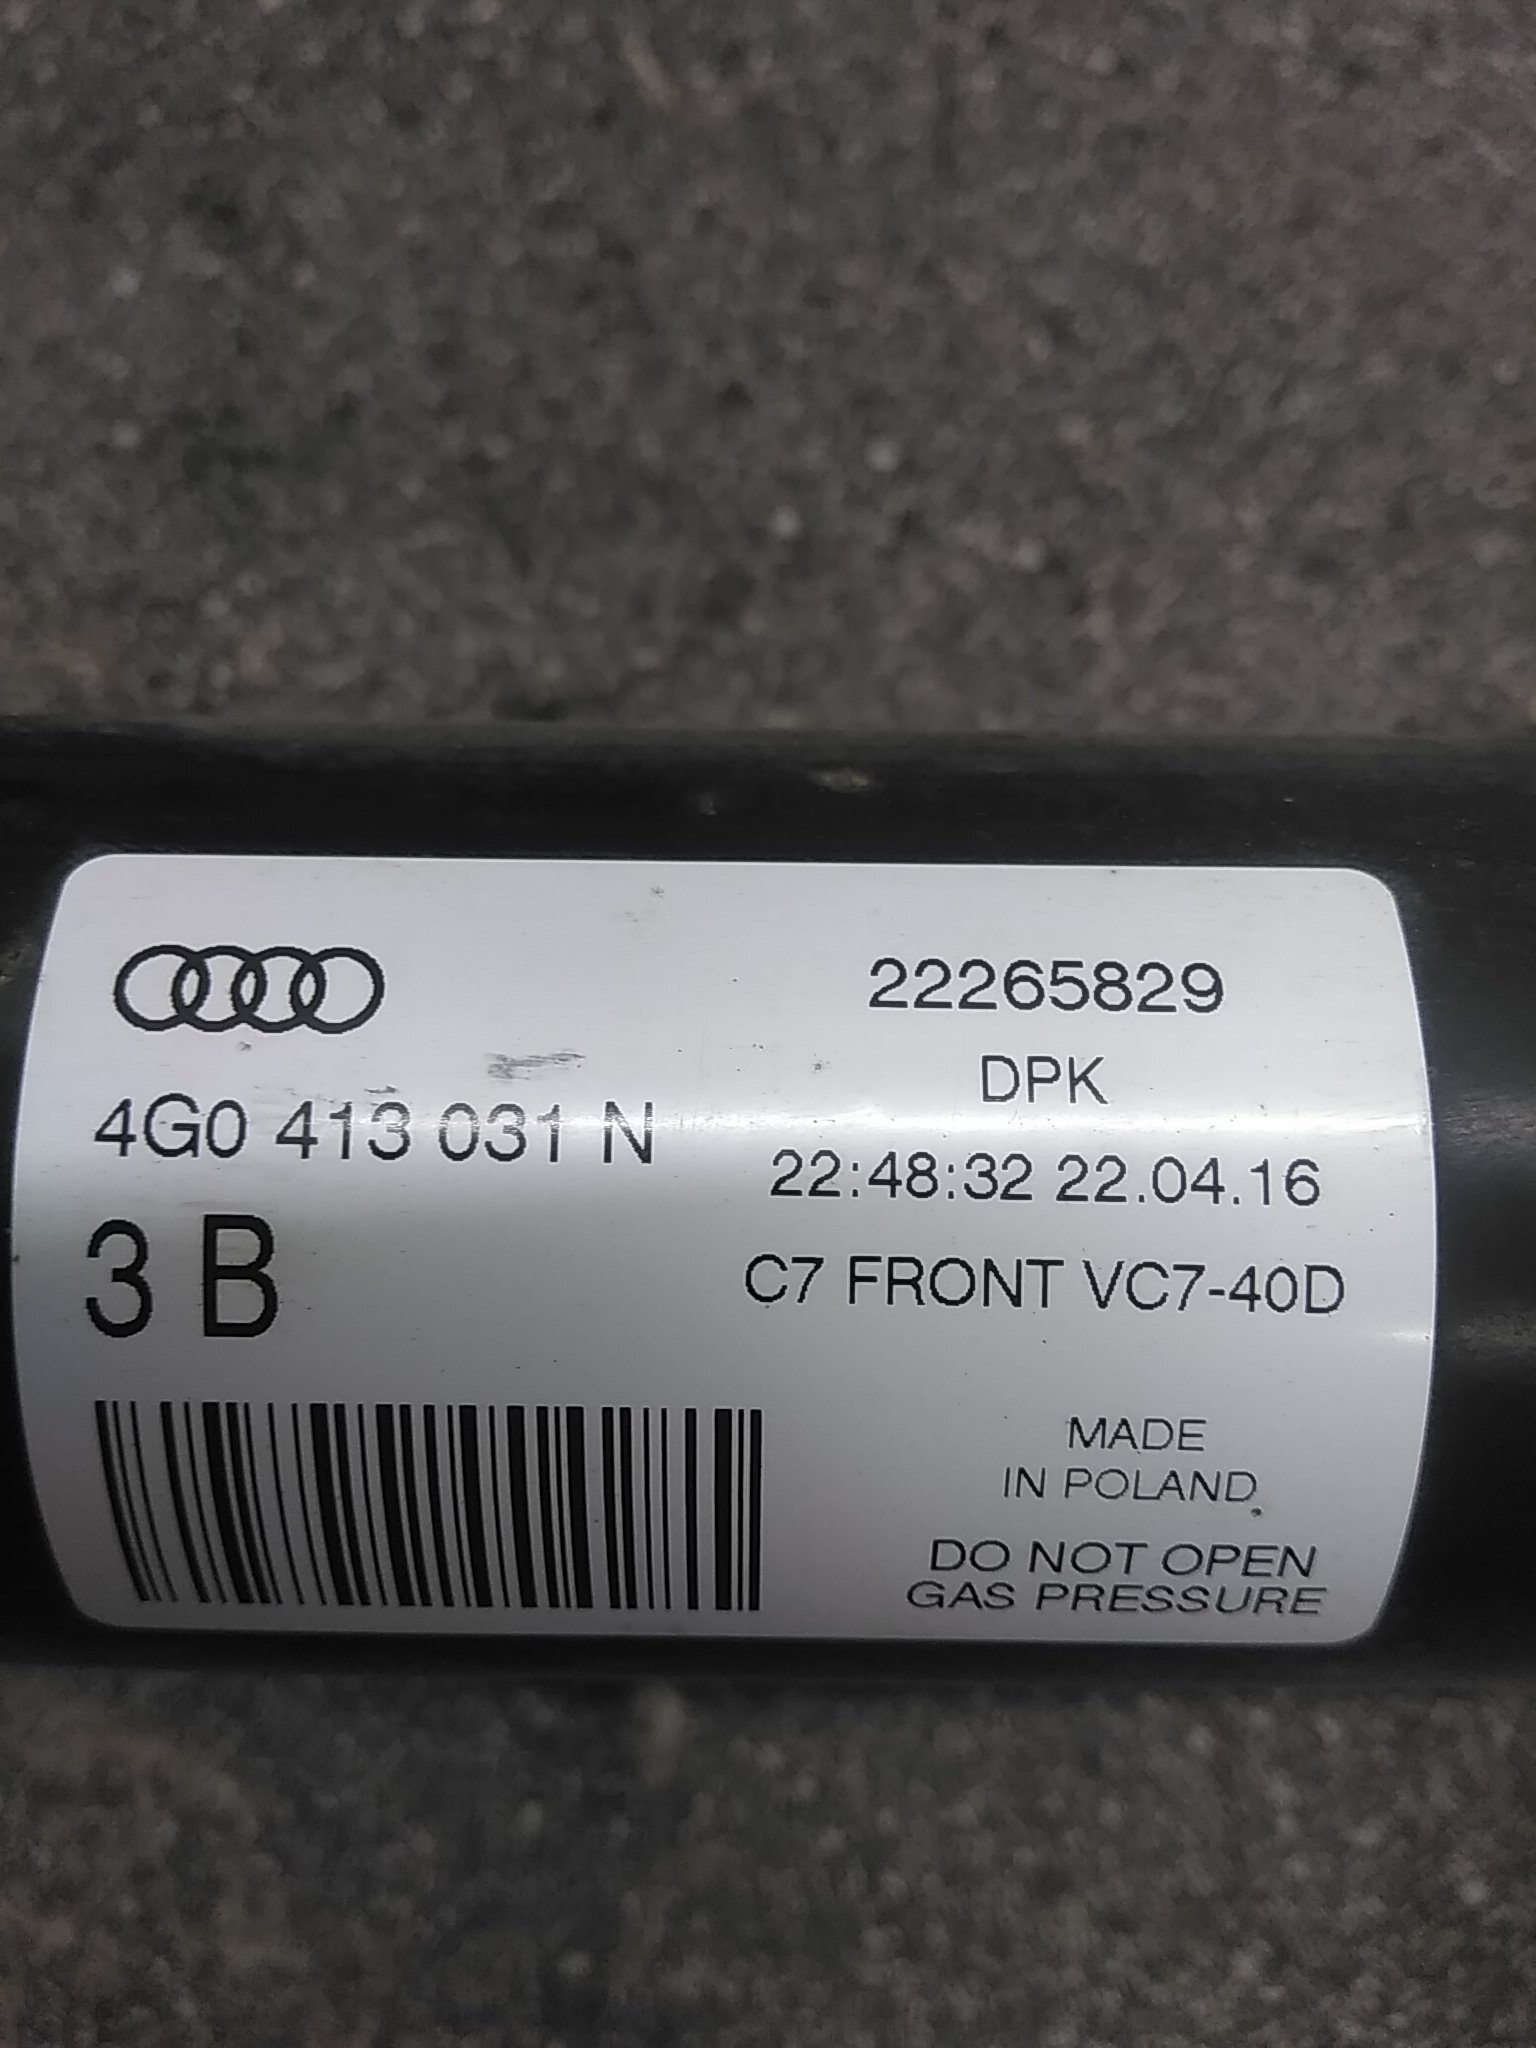 4G0 413 031 N
3 B
22265829
DPK
22:48:32 22.04.16
C7 FRONT VC7-40D
MADE
IN POLAND
DO NOT OPEN
GAS PRESSURE